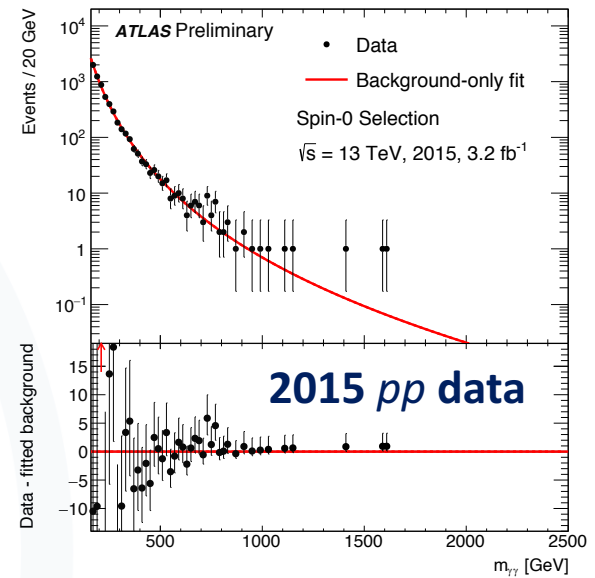 ATLAS Preliminary
Data
Background-only fit
Spin-0 Selection
√s = 13 TeV, 2015, 3.2 fb⁻¹
Events / 20 GeV
10⁴
10³
10²
10
1
10⁻¹
2015 pp data
Data - fitted background
15
10
5
0
−5
−10
500 1000 1500 2000 2500
mγγ [GeV]